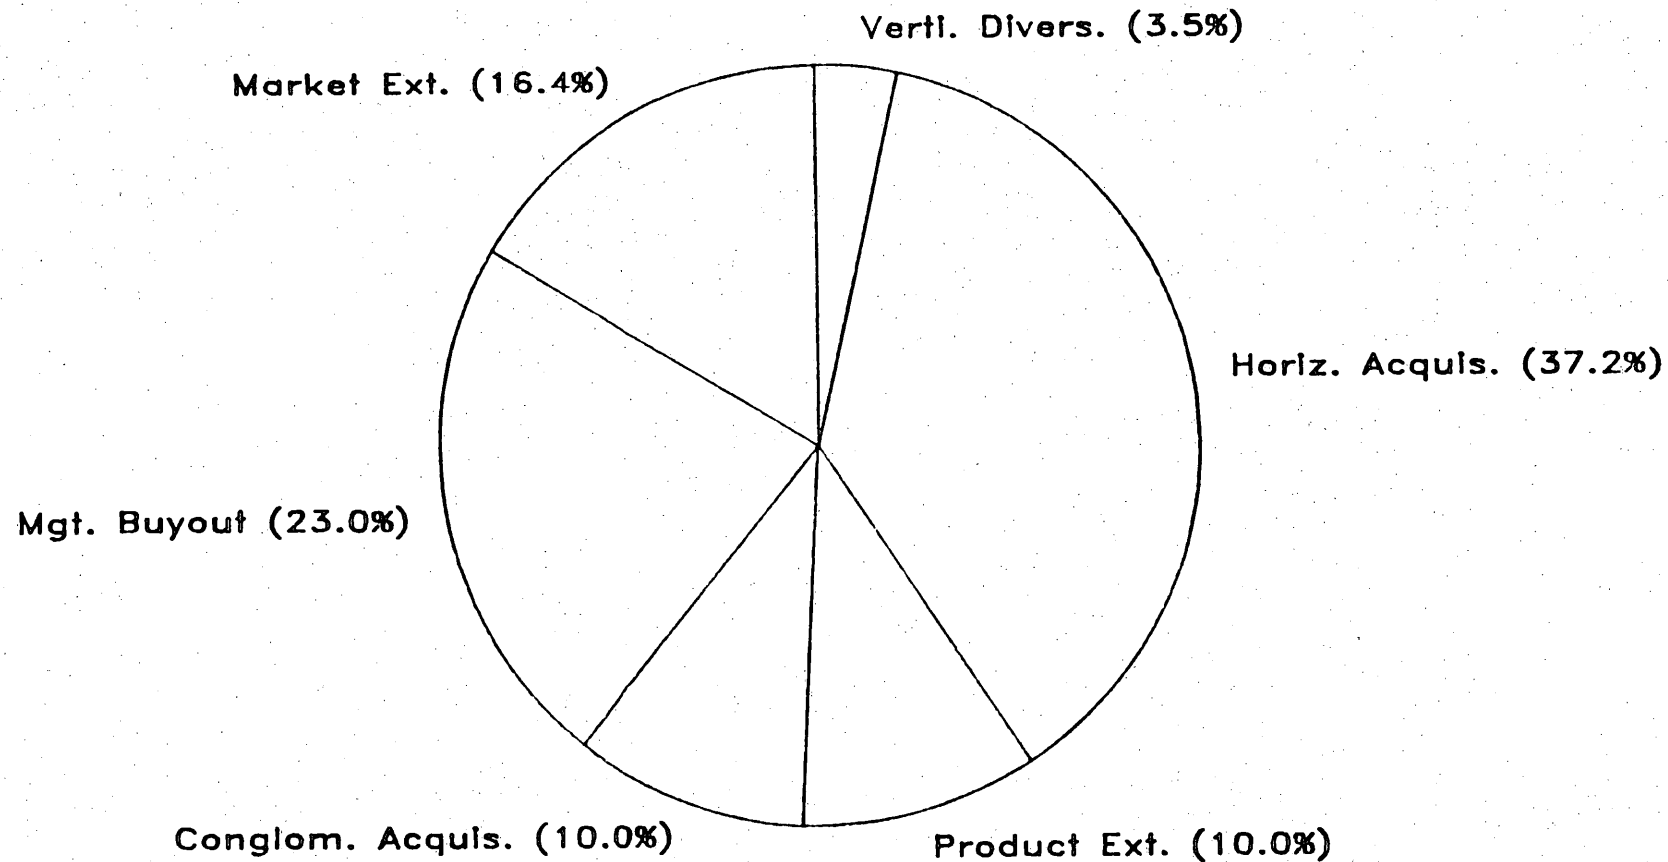 Verti. Divers. (3.5%)
Market Ext. (16.4%)
Horiz. Acquis. (37.2%)
Mgt. Buyout (23.0%)
Conglom. Acquis. (10.0%)
Product Ext. (10.0%)